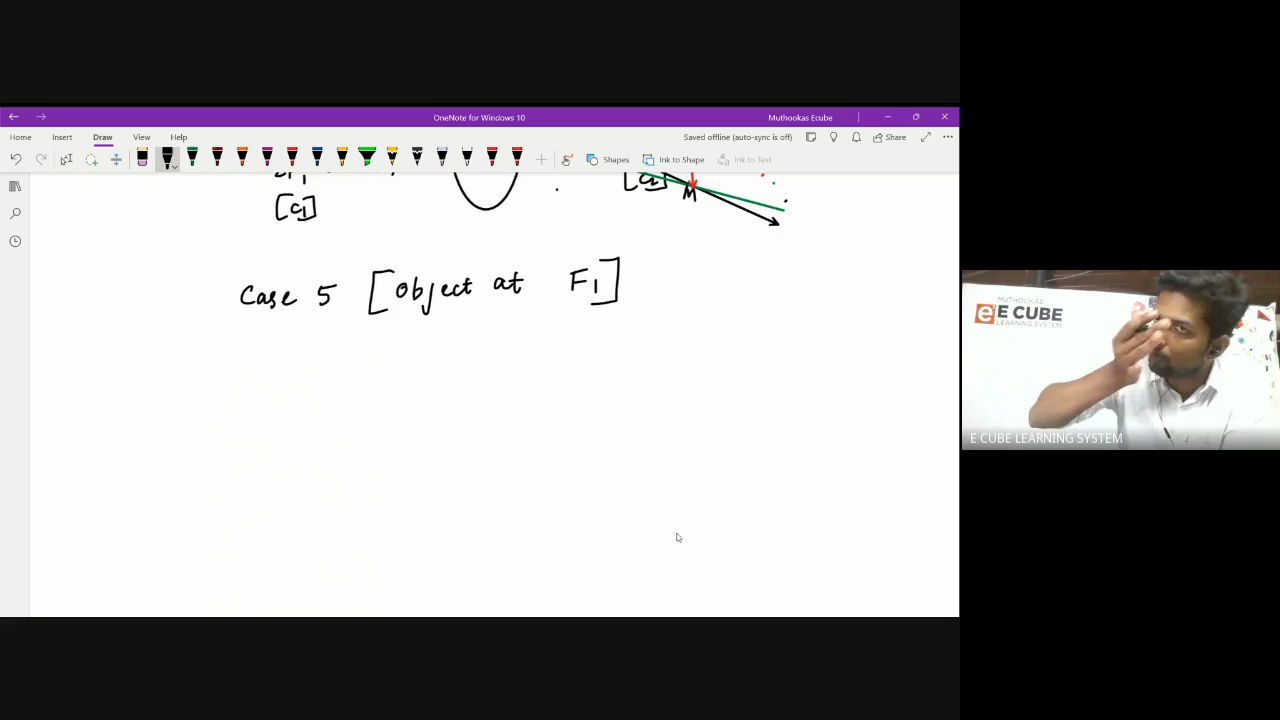 OneNote for Windows 10
Muthookas Ecube
Home Insert Draw View Help
Saved offline (auto-sync is off)
Share
Shapes
Ink to Shape
Ink to Text
[C1]
[C2]
M
Case 5 [Object at F1]
MUTHOOKAS
e E CUBE
LEARNING SYSTEM
E CUBE LEARNING SYSTEM